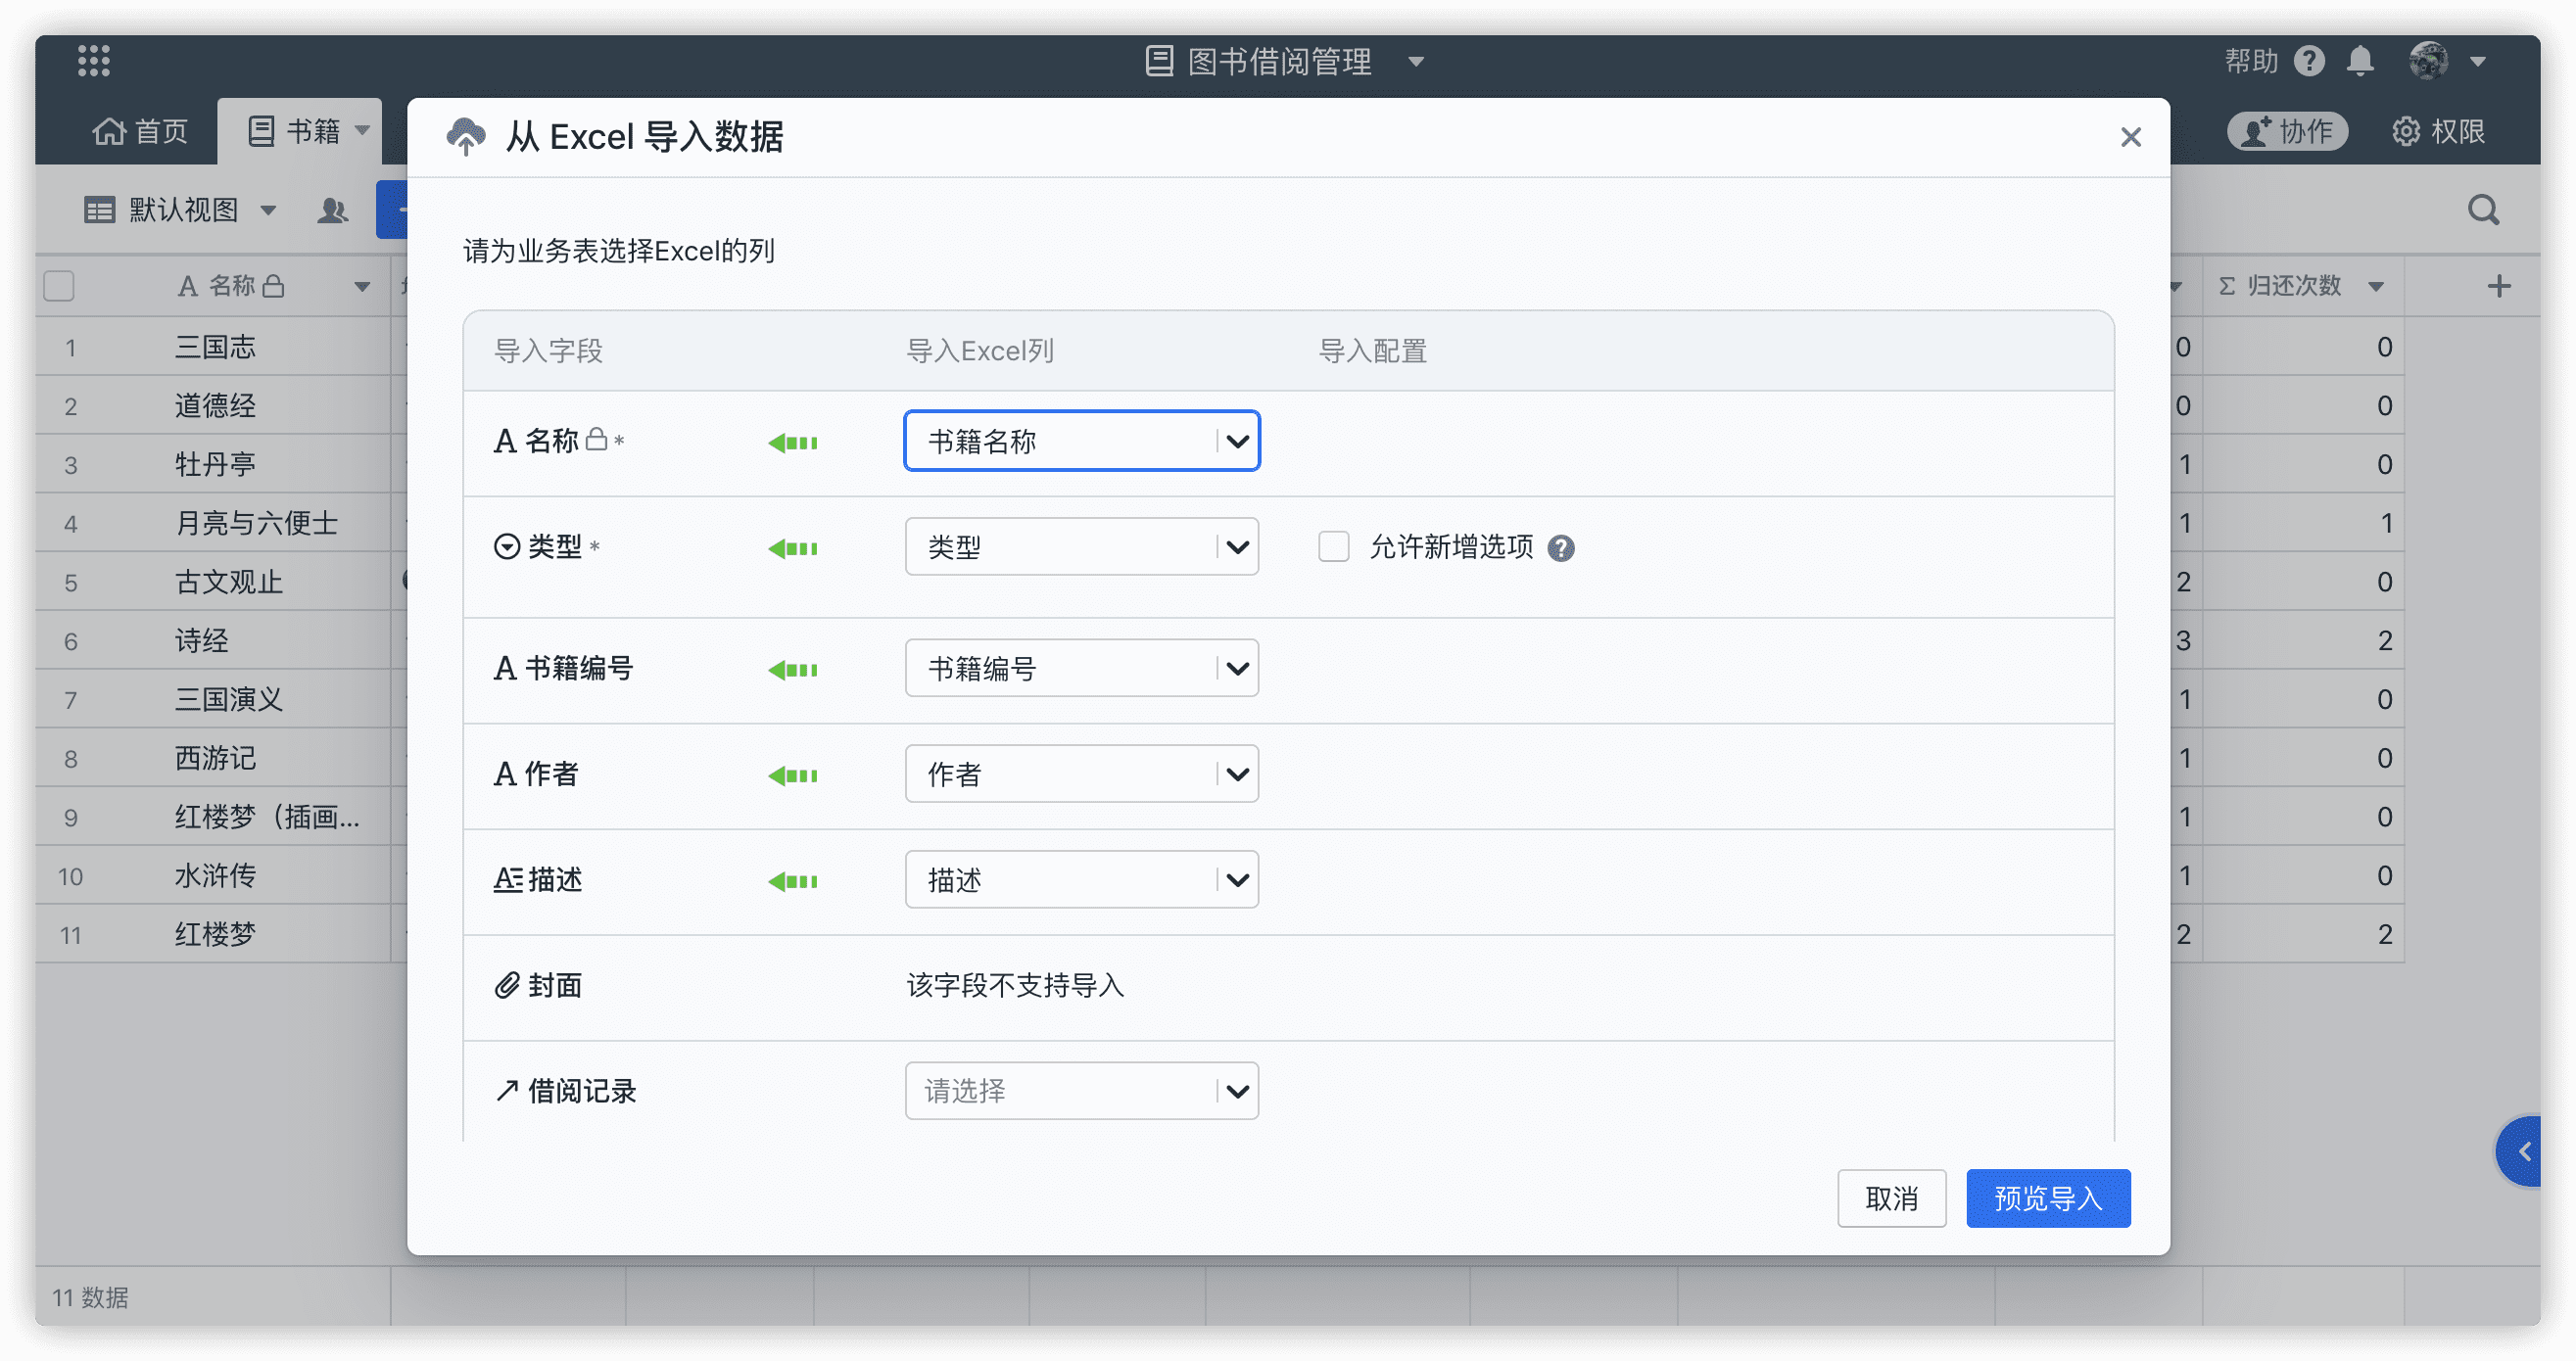 图书借阅管理
帮助
首页
书籍
协作
权限
默认视图
从 Excel 导入数据
请为业务表选择Excel的列
名称
归还次数
导入字段 导入Excel列 导入配置
名称 * 书籍名称
类型 * 类型 允许新增选项
书籍编号 书籍编号
作者 作者
描述 描述
封面 该字段不支持导入
借阅记录 请选择
取消 预览导入
1 三国志 0 0
2 道德经 0 0
3 牡丹亭 1 0
4 月亮与六便士 1 1
5 古文观止 2 0
6 诗经 3 2
7 三国演义 1 0
8 西游记 1 0
9 红楼梦（插画... 1 0
10 水浒传 1 0
11 红楼梦 2 2
11 数据